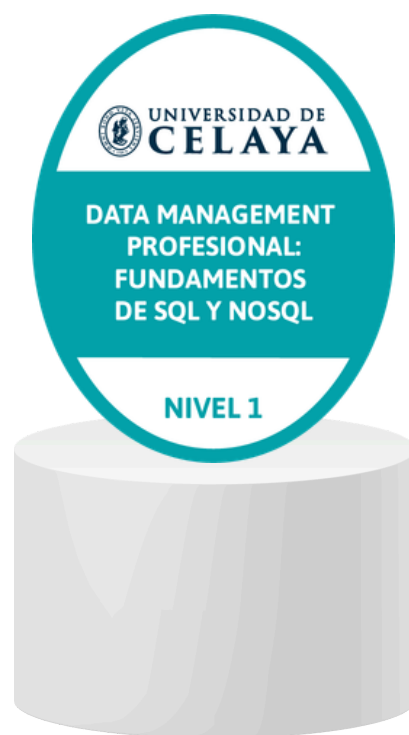 UNIVERSIDAD DE
CELAYA
DATA MANAGEMENT
PROFESIONAL:
FUNDAMENTOS
DE SQL Y NOSQL
NIVEL 1